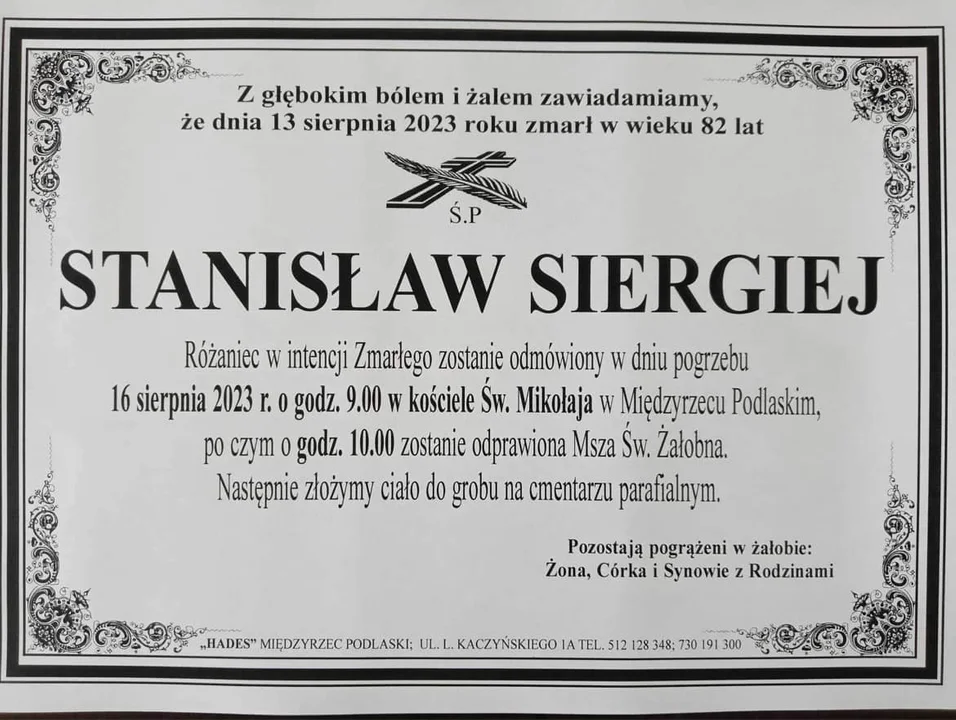 Z głębokim bólem i żalem zawiadamiamy,
że dnia 13 sierpnia 2023 roku zmarł w wieku 82 lat
Ś.P
STANISŁAW SIERGIEJ
Różaniec w intencji Zmarłego zostanie odmówiony w dniu pogrzebu
16 sierpnia 2023 r. o godz. 9.00 w kościele Św. Mikołaja w Międzyrzecu Podlaskim,
po czym o godz. 10.00 zostanie odprawiona Msza Św. Żałobna.
Następnie złożymy ciało do grobu na cmentarzu parafialnym.
Pozostają pogrążeni w żałobie:
Żona, Córka i Synowie z Rodzinami
„HADES” MIĘDZYRZEC PODLASKI; UL. L. KACZYŃSKIEGO 1A TEL. 512 128 348; 730 191 300